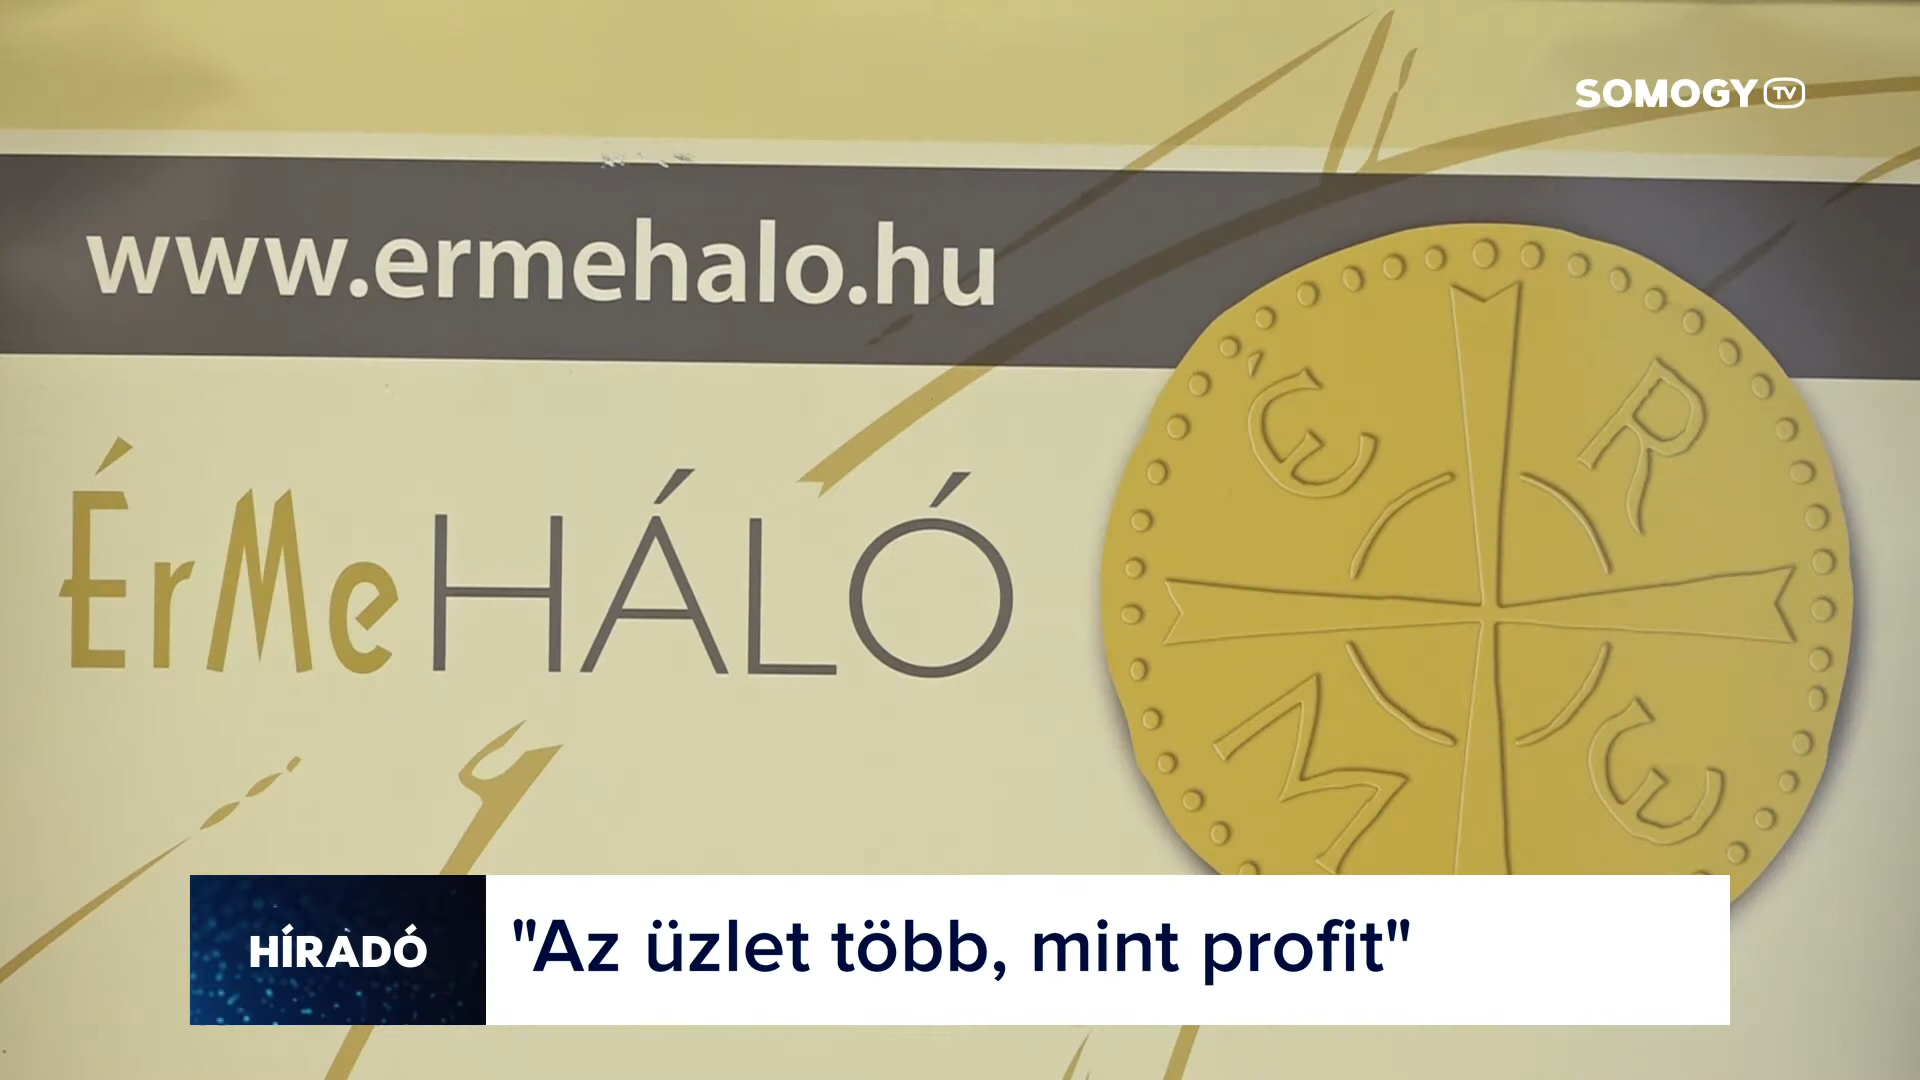 SOMOGY TV
www.ermehalo.hu
ÉrMeHÁLÓ
É R
M E
HÍRADÓ
"Az üzlet több, mint profit"